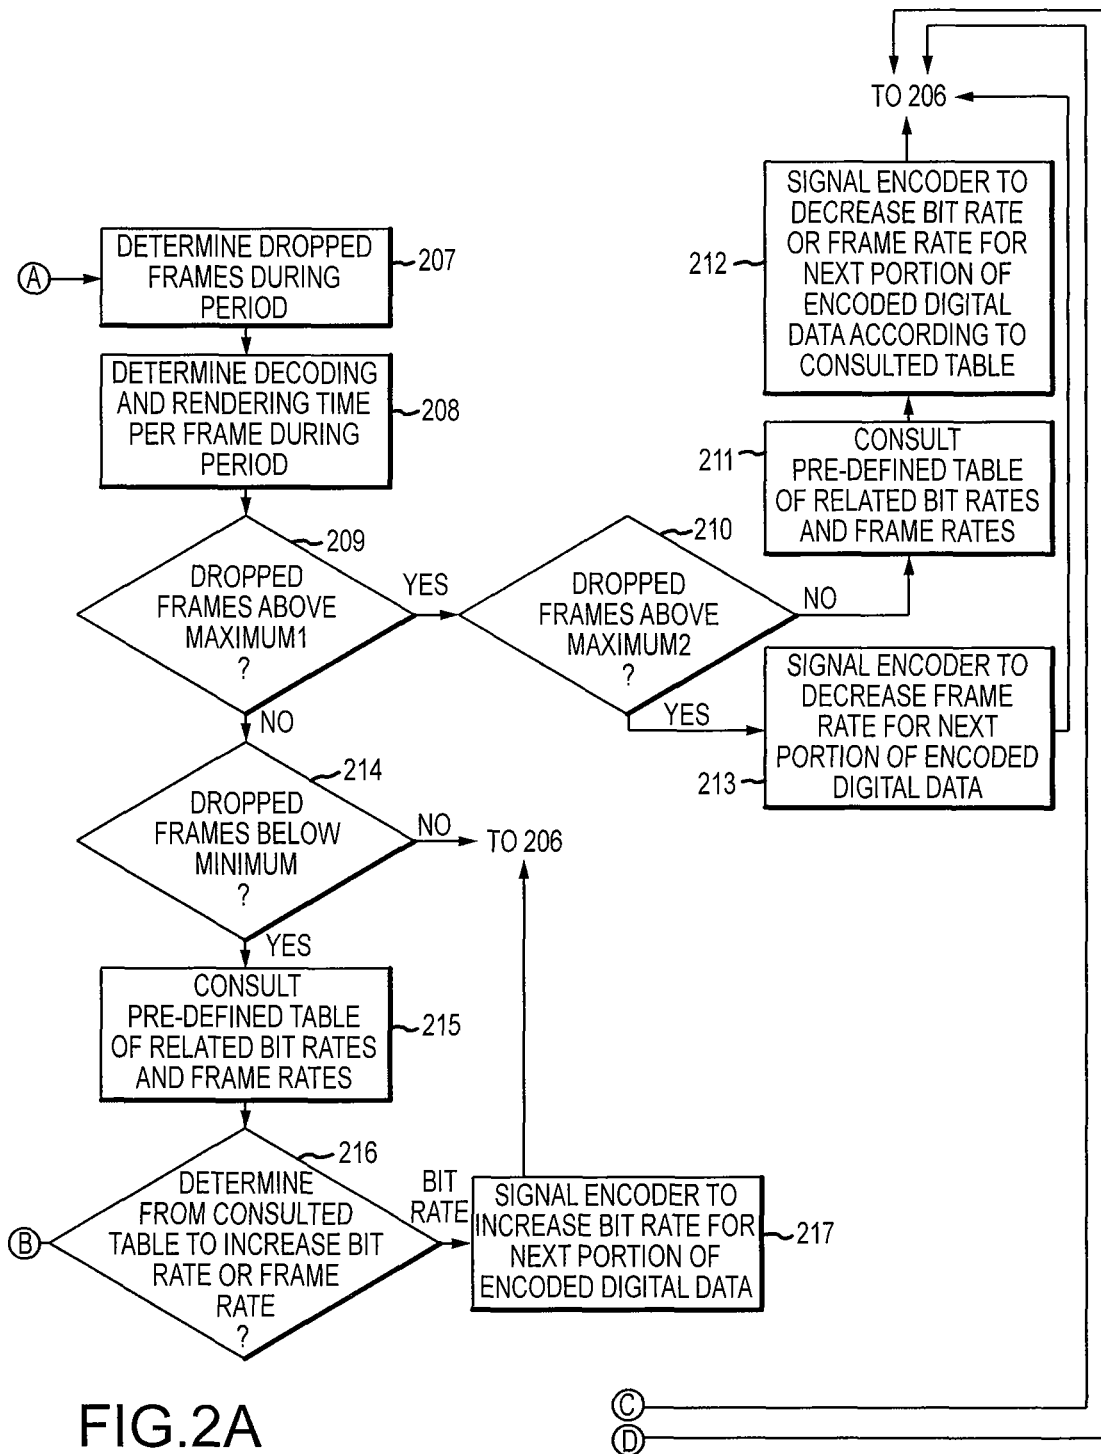 TO 206
SIGNAL ENCODER TO
DECREASE BIT RATE
OR FRAME RATE FOR
NEXT PORTION OF
ENCODED DIGITAL
DATA ACCORDING TO
CONSULTED TABLE
212
A
DETERMINE DROPPED
FRAMES DURING
PERIOD
207
DETERMINE DECODING
AND RENDERING TIME
PER FRAME DURING
PERIOD
208
CONSULT
PRE-DEFINED TABLE
OF RELATED BIT RATES
AND FRAME RATES
211
209
DROPPED
FRAMES ABOVE
MAXIMUM1
?
YES
NO
210
DROPPED
FRAMES ABOVE
MAXIMUM2
?
NO
YES
SIGNAL ENCODER TO
DECREASE FRAME
RATE FOR NEXT
PORTION OF ENCODED
DIGITAL DATA
213
214
DROPPED
FRAMES BELOW
MINIMUM
?
NO
TO 206
YES
CONSULT
PRE-DEFINED TABLE
OF RELATED BIT RATES
AND FRAME RATES
215
216
DETERMINE
FROM CONSULTED
TABLE TO INCREASE BIT
RATE OR FRAME
RATE
?
B
BIT
RATE
SIGNAL ENCODER TO
INCREASE BIT RATE FOR
NEXT PORTION OF
ENCODED DIGITAL DATA
217
C
D
FIG.2A